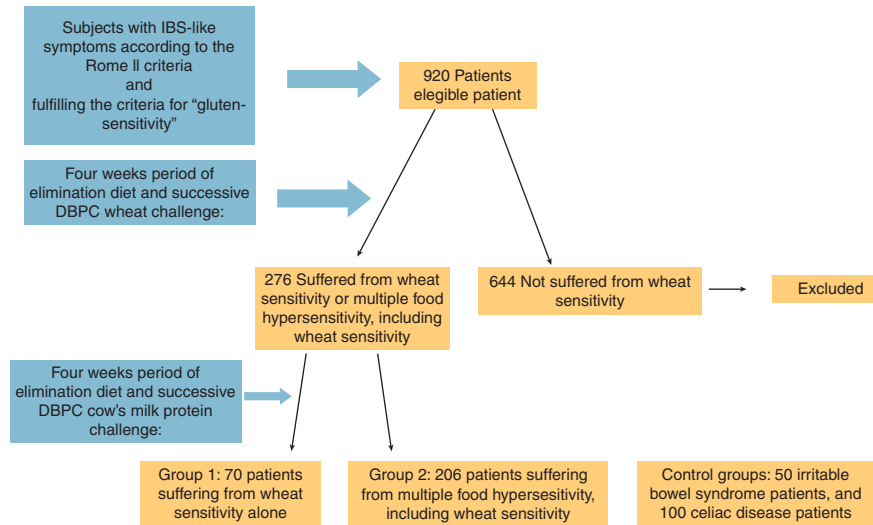 Subjects with IBS-like
symptoms according to the
Rome II criteria
and
fulfilling the criteria for “gluten-
sensitivity”
920 Patients
elegible patient
Four weeks period of
elimination diet and successive
DBPC wheat challenge:
276 Suffered from wheat
sensitivity or multiple food
hypersensitivity, including
wheat sensitivity
644 Not suffered from wheat
sensitivity
Excluded
Four weeks period of
elimination diet and successive
DBPC cow’s milk protein
challenge:
Group 1: 70 patients
suffering from wheat
sensitivity alone
Group 2: 206 patients suffering
from multiple food hypersesitivity,
including wheat sensitivity
Control groups: 50 irritable
bowel syndrome patients, and
100 celiac disease patients